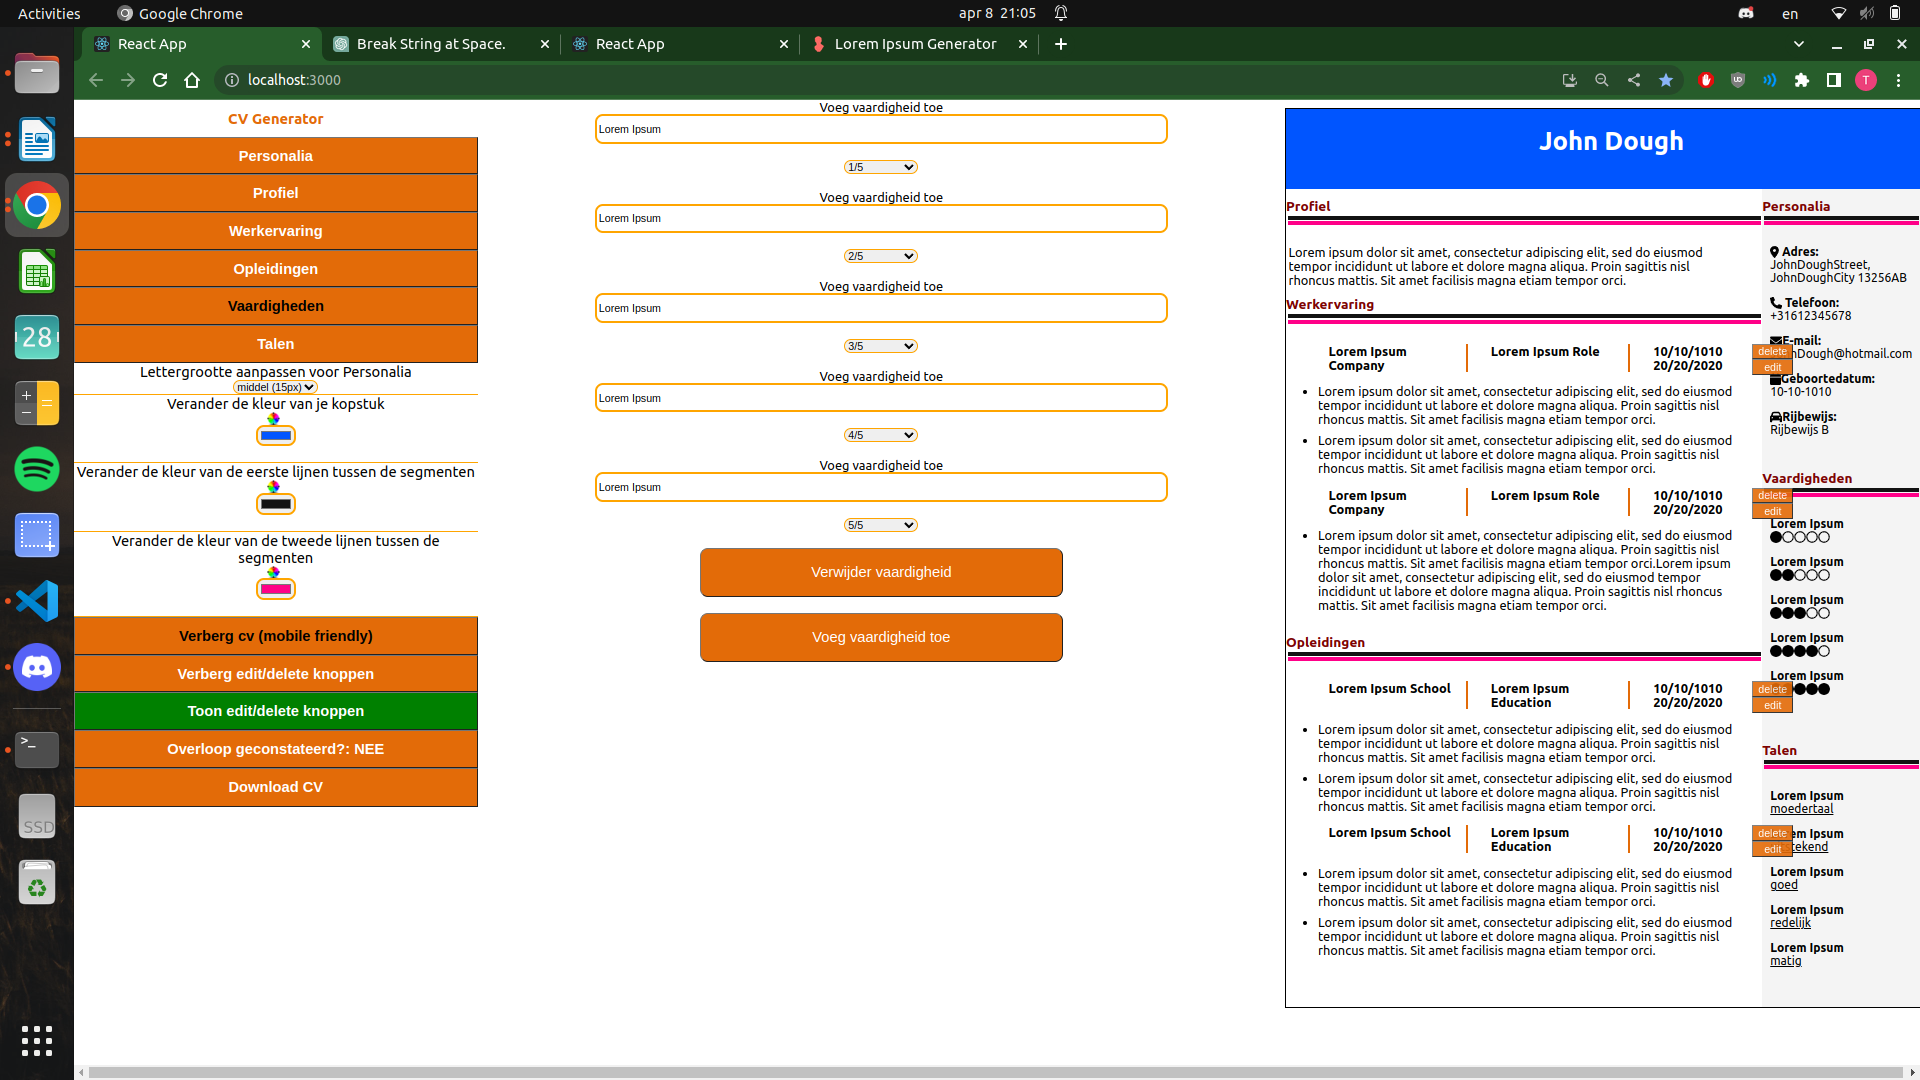 Activities
Google Chrome
apr 8 21:05
en
React App
Break String at Space.
React App
Lorem Ipsum Generator
localhost:3000
T
28
SSD
CV Generator
Personalia
Profiel
Werkervaring
Opleidingen
Vaardigheden
Talen
Lettergrootte aanpassen voor Personalia
middel (15px)
Verander de kleur van je kopstuk
Verander de kleur van de eerste lijnen tussen de segmenten
Verander de kleur van de tweede lijnen tussen de
segmenten
Verberg cv (mobile friendly)
Verberg edit/delete knoppen
Toon edit/delete knoppen
Overloop geconstateerd?: NEE
Download CV
Voeg vaardigheid toe
Lorem Ipsum
1/5
Voeg vaardigheid toe
Lorem Ipsum
2/5
Voeg vaardigheid toe
Lorem Ipsum
3/5
Voeg vaardigheid toe
Lorem Ipsum
4/5
Voeg vaardigheid toe
Lorem Ipsum
5/5
Verwijder vaardigheid
Voeg vaardigheid toe
John Dough
Profiel
Lorem ipsum dolor sit amet, consectetur adipiscing elit, sed do eiusmod
tempor incididunt ut labore et dolore magna aliqua. Proin sagittis nisl
rhoncus mattis. Sit amet facilisis magna etiam tempor orci.
Werkervaring
Lorem Ipsum
Company
Lorem Ipsum Role
10/10/1010
20/20/2020
delete
edit
Lorem ipsum dolor sit amet, consectetur adipiscing elit, sed do eiusmod
tempor incididunt ut labore et dolore magna aliqua. Proin sagittis nisl
rhoncus mattis. Sit amet facilisis magna etiam tempor orci.
Lorem ipsum dolor sit amet, consectetur adipiscing elit, sed do eiusmod
tempor incididunt ut labore et dolore magna aliqua. Proin sagittis nisl
rhoncus mattis. Sit amet facilisis magna etiam tempor orci.
Lorem Ipsum
Company
Lorem Ipsum Role
10/10/1010
20/20/2020
delete
edit
Lorem ipsum dolor sit amet, consectetur adipiscing elit, sed do eiusmod
tempor incididunt ut labore et dolore magna aliqua. Proin sagittis nisl
rhoncus mattis. Sit amet facilisis magna etiam tempor orci.Lorem ipsum
dolor sit amet, consectetur adipiscing elit, sed do eiusmod tempor
incididunt ut labore et dolore magna aliqua. Proin sagittis nisl rhoncus
mattis. Sit amet facilisis magna etiam tempor orci.
Opleidingen
Lorem Ipsum School
Lorem Ipsum
Education
10/10/1010
20/20/2020
delete
edit
Lorem ipsum dolor sit amet, consectetur adipiscing elit, sed do eiusmod
tempor incididunt ut labore et dolore magna aliqua. Proin sagittis nisl
rhoncus mattis. Sit amet facilisis magna etiam tempor orci.
Lorem ipsum dolor sit amet, consectetur adipiscing elit, sed do eiusmod
tempor incididunt ut labore et dolore magna aliqua. Proin sagittis nisl
rhoncus mattis. Sit amet facilisis magna etiam tempor orci.
Lorem Ipsum School
Lorem Ipsum
Education
10/10/1010
20/20/2020
delete
edit
Lorem ipsum dolor sit amet, consectetur adipiscing elit, sed do eiusmod
tempor incididunt ut labore et dolore magna aliqua. Proin sagittis nisl
rhoncus mattis. Sit amet facilisis magna etiam tempor orci.
Lorem ipsum dolor sit amet, consectetur adipiscing elit, sed do eiusmod
tempor incididunt ut labore et dolore magna aliqua. Proin sagittis nisl
rhoncus mattis. Sit amet facilisis magna etiam tempor orci.
Personalia
Adres:
JohnDoughStreet,
JohnDoughCity 13256AB
Telefoon:
+31612345678
E-mail:
nDough@hotmail.com
Geboortedatum:
10-10-1010
Rijbewijs:
Rijbewijs B
Vaardigheden
Lorem Ipsum
Lorem Ipsum
Lorem Ipsum
Lorem Ipsum
Lorem Ipsum
Talen
Lorem Ipsum
moedertaal
em Ipsum
tekend
Lorem Ipsum
goed
Lorem Ipsum
redelijk
Lorem Ipsum
matig